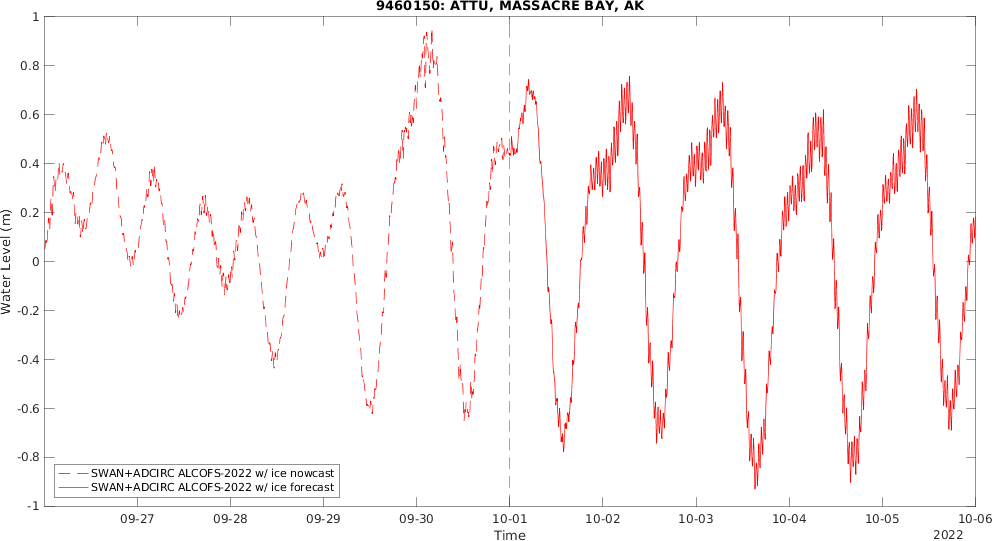 9460150: ATTU, MASSACRE BAY, AK
1
0.8
0.6
0.4
0.2
0
-0.2
-0.4
-0.6
-0.8
-1
Water Level (m)
SWAN+ADCIRC ALCOFS-2022 w/ ice nowcast
SWAN+ADCIRC ALCOFS-2022 w/ ice forecast
09-27 09-28 09-29 09-30 10-01 10-02 10-03 10-04 10-05 10-06
Time
2022